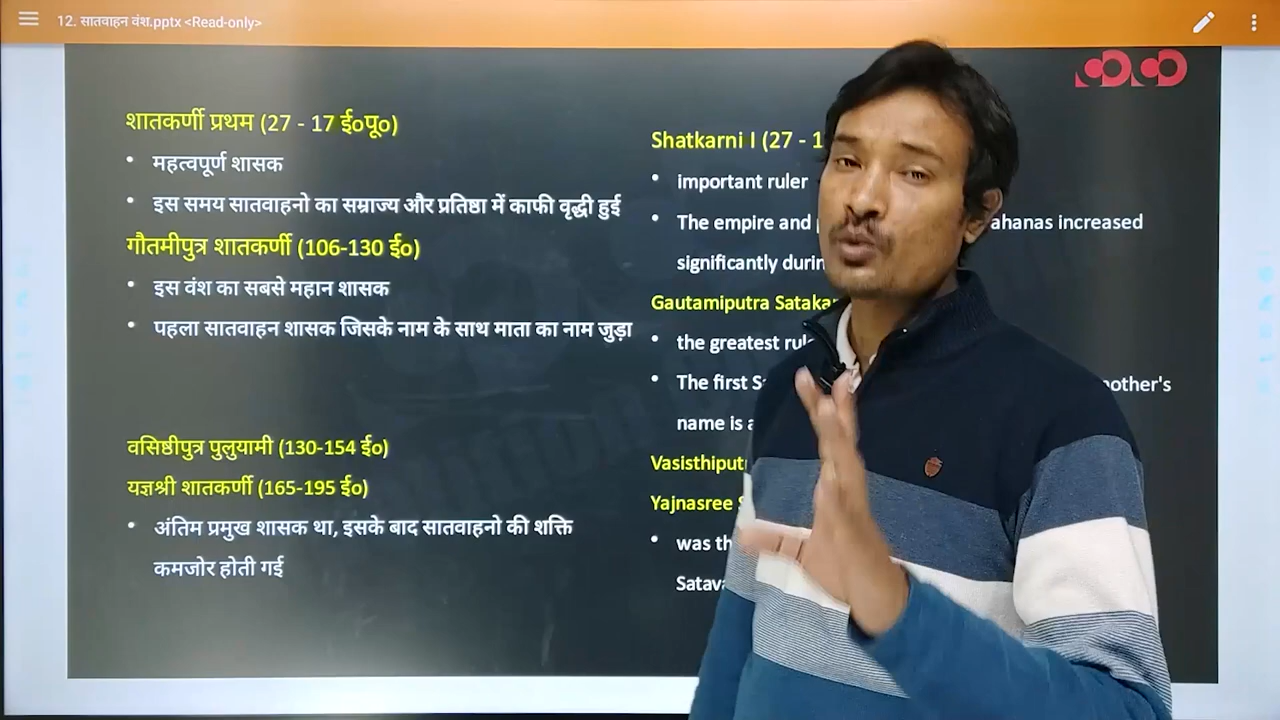 12. सातवाहन वंश.pptx <Read-only>
शातकर्णी प्रथम (27 - 17 ई०पू०)
• महत्वपूर्ण शासक
• इस समय सातवाहनो का सम्राज्य और प्रतिष्ठा में काफी वृद्धी हुई
गौतमीपुत्र शातकर्णी (106-130 ई०)
• इस वंश का सबसे महान शासक
• पहला सातवाहन शासक जिसके नाम के साथ माता का नाम जुड़ा
वसिष्ठीपुत्र पुलुयामी (130-154 ई०)
यज्ञश्री शातकर्णी (165-195 ई०)
• अंतिम प्रमुख शासक था, इसके बाद सातवाहनो की शक्ति
कमजोर होती गई
Shatkarni I (27 - 1
• important ruler
• The empire and ahanas increased
significantly durin
Gautamiputra Sataka
• the greatest rul
• The first other's
name is
Vasisthiput
Yajnasree
• was th
Satav